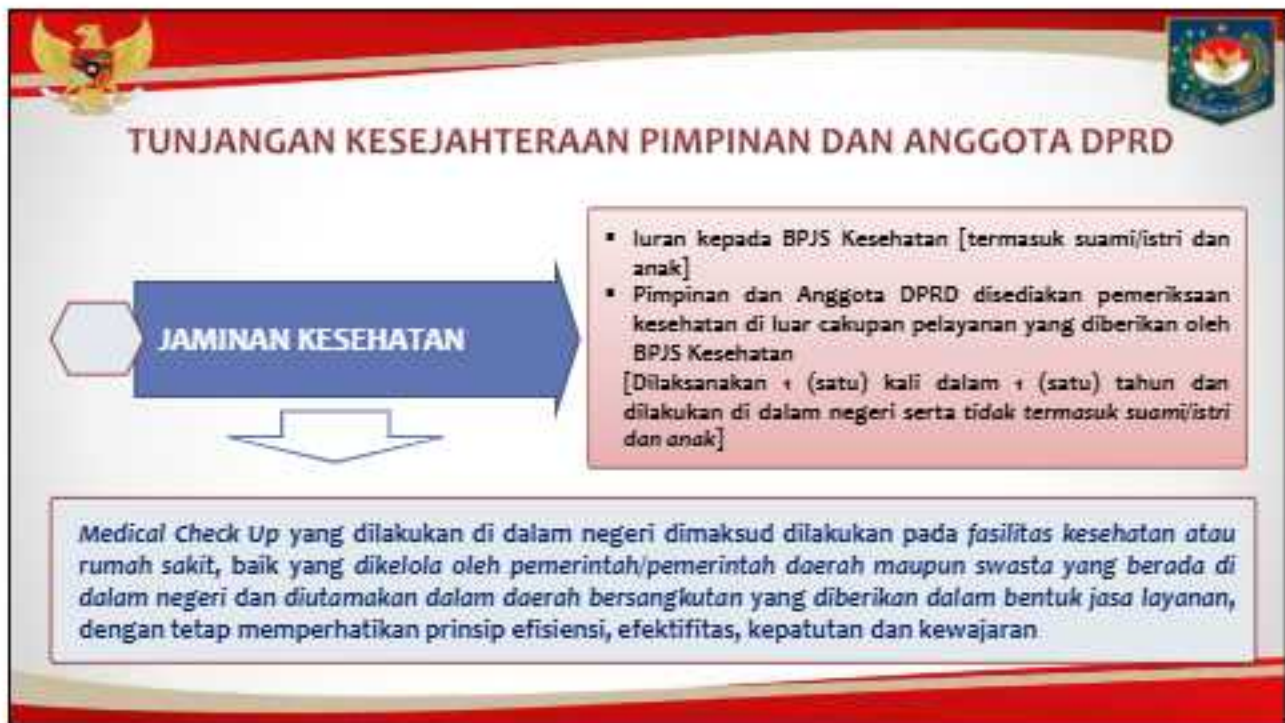 TUNJANGAN KESEJAHTERAAN PIMPINAN DAN ANGGOTA DPRD
JAMINAN KESEHATAN
▪ Iuran kepada BPJS Kesehatan [termasuk suami/istri dan
anak]
▪ Pimpinan dan Anggota DPRD disediakan pemeriksaan
kesehatan di luar cakupan pelayanan yang diberikan oleh
BPJS Kesehatan
[Dilaksanakan 1 (satu) kali dalam 1 (satu) tahun dan
dilakukan di dalam negeri serta tidak termasuk suami/istri
dan anak]
Medical Check Up yang dilakukan di dalam negeri dimaksud dilakukan pada fasilitas kesehatan atau
rumah sakit, baik yang dikelola oleh pemerintah/pemerintah daerah maupun swasta yang berada di
dalam negeri dan diutamakan dalam daerah bersangkutan yang diberikan dalam bentuk jasa layanan,
dengan tetap memperhatikan prinsip efisiensi, efektifitas, kepatutan dan kewajaran